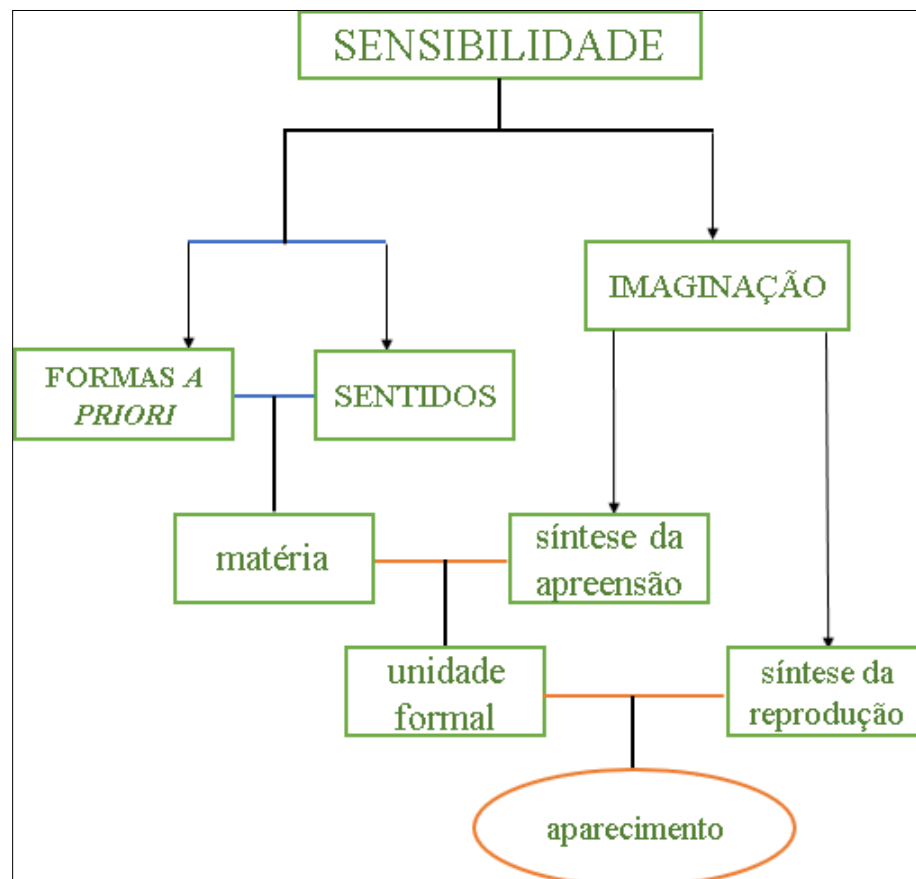 SENSIBILIDADE
IMAGINAÇÃO
FORMAS A
PRIORI
SENTIDOS
matéria
síntese da
apreensão
unidade
formal
síntese da
reprodução
aparecimento